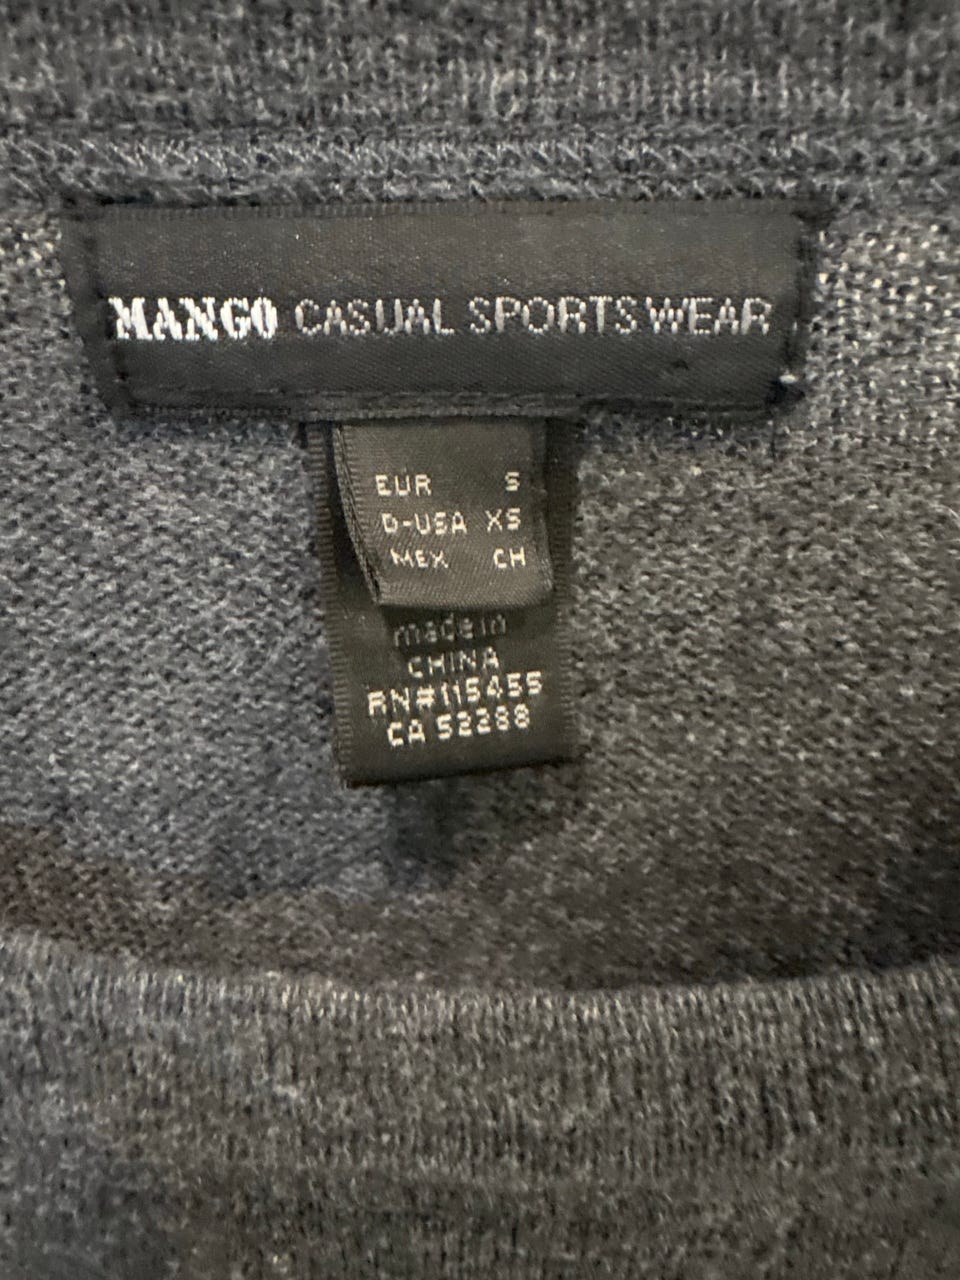 MANGO CASUAL SPORTSWEAR
EUR S
D-USA XS
MEX CH
made in
CHINA
RN#115455
CA 52288